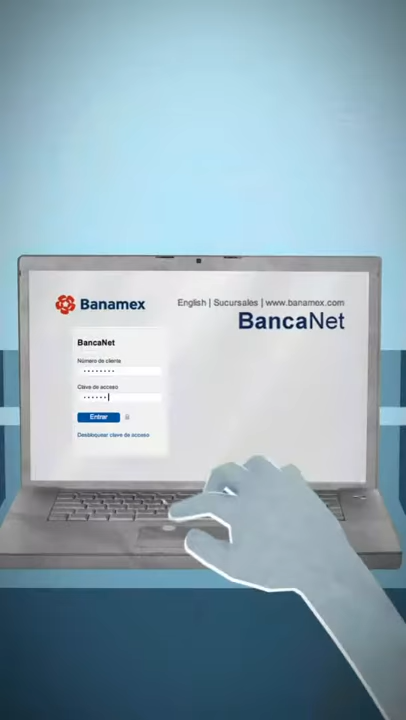 Banamex
English | Sucursales | www.banamex.com
BancaNet
BancaNet
Número de cliente
Clave de acceso
Entrar
Desbloquear clave de acceso